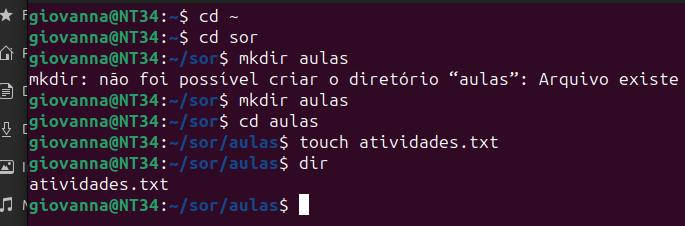 giovanna@NT34:~$ cd ~
giovanna@NT34:~$ cd sor
giovanna@NT34:~/sor$ mkdir aulas
mkdir: não foi possível criar o diretório “aulas”: Arquivo existe
giovanna@NT34:~/sor$ mkdir aulas
giovanna@NT34:~/sor$ cd aulas
giovanna@NT34:~/sor/aulas$ touch atividades.txt
giovanna@NT34:~/sor/aulas$ dir
atividades.txt
giovanna@NT34:~/sor/aulas$